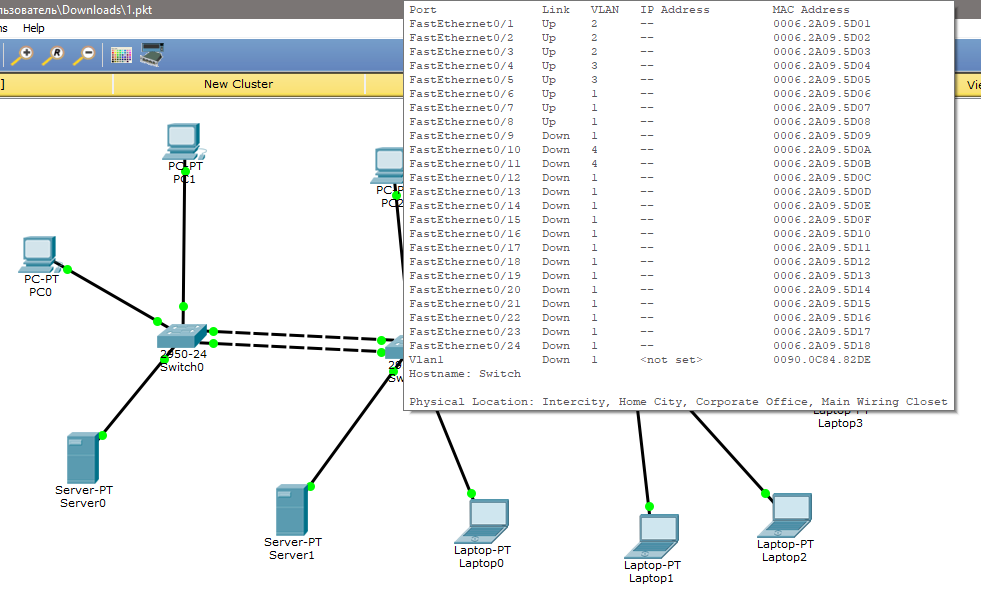 ьзователь\Downloads\1.pkt
ns Help
R
]
New Cluster
Vie
Port Link VLAN IP Address MAC Address
FastEthernet0/1 Up 2 -- 0006.2A09.5D01
FastEthernet0/2 Up 2 -- 0006.2A09.5D02
FastEthernet0/3 Up 2 -- 0006.2A09.5D03
FastEthernet0/4 Up 3 -- 0006.2A09.5D04
FastEthernet0/5 Up 3 -- 0006.2A09.5D05
FastEthernet0/6 Up 1 -- 0006.2A09.5D06
FastEthernet0/7 Up 1 -- 0006.2A09.5D07
FastEthernet0/8 Up 1 -- 0006.2A09.5D08
FastEthernet0/9 Down 1 -- 0006.2A09.5D09
FastEthernet0/10 Down 4 -- 0006.2A09.5D0A
FastEthernet0/11 Down 4 -- 0006.2A09.5D0B
FastEthernet0/12 Down 1 -- 0006.2A09.5D0C
FastEthernet0/13 Down 1 -- 0006.2A09.5D0D
FastEthernet0/14 Down 1 -- 0006.2A09.5D0E
FastEthernet0/15 Down 1 -- 0006.2A09.5D0F
FastEthernet0/16 Down 1 -- 0006.2A09.5D10
FastEthernet0/17 Down 1 -- 0006.2A09.5D11
FastEthernet0/18 Down 1 -- 0006.2A09.5D12
FastEthernet0/19 Down 1 -- 0006.2A09.5D13
FastEthernet0/20 Down 1 -- 0006.2A09.5D14
FastEthernet0/21 Down 1 -- 0006.2A09.5D15
FastEthernet0/22 Down 1 -- 0006.2A09.5D16
FastEthernet0/23 Down 1 -- 0006.2A09.5D17
FastEthernet0/24 Down 1 -- 0006.2A09.5D18
Vlan1 Down 1 <not set> 0090.0C84.82DE
Hostname: Switch
Physical Location: Intercity, Home City, Corporate Office, Main Wiring Closet
PC-PT
PC1
PC-P
PC2
PC-PT
PC0
2950-24
Switch0
29
Sw
Laptop-PT
Laptop3
Server-PT
Server0
Server-PT
Server1
Laptop-PT
Laptop0
Laptop-PT
Laptop1
Laptop-PT
Laptop2